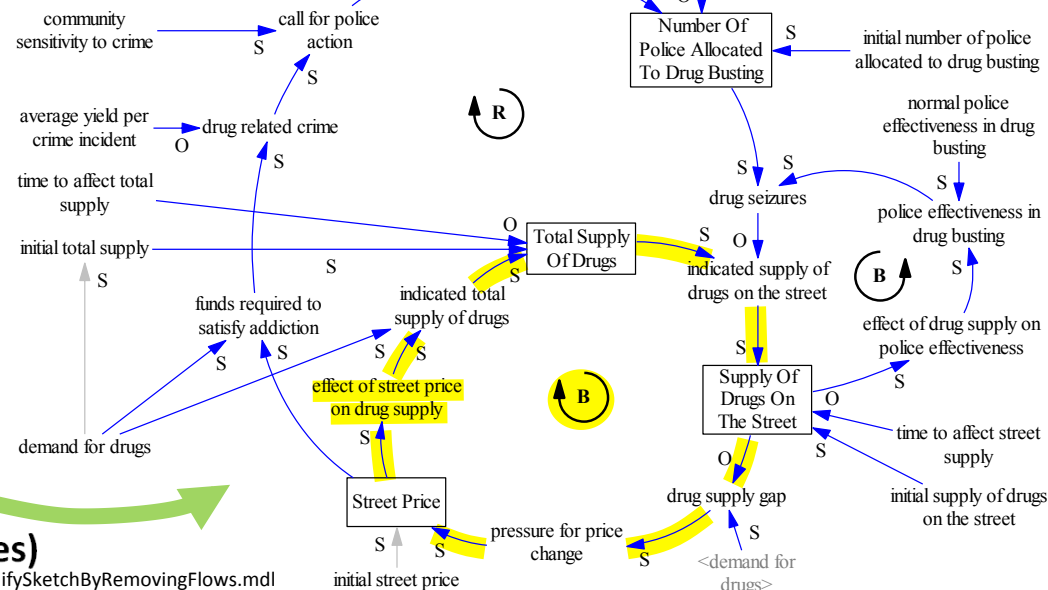 community
sensitivity to crime
S
call for police
action
S
O
Number Of
Police Allocated
To Drug Busting
S
initial number of police
allocated to drug busting
average yield per
crime incident
O
drug related crime
S
R
normal police
effectiveness in drug
busting
S
time to affect total
supply
S
S
drug seizures
police effectiveness in
drug busting
initial total supply
S
O
S
S
Total Supply
Of Drugs
S
O
indicated supply of
drugs on the street
B
S
funds required to
satisfy addiction
S
S
indicated total
supply of drugs
S
S
effect of drug supply on
police effectiveness
S
S
effect of street price
on drug supply
S
B
Supply Of
Drugs On
The Street
O
S
demand for drugs
time to affect street
supply
O
Street Price
drug supply gap
initial supply of drugs
on the street
S
S
pressure for price
change
S
S
<demand for
drugs>
initial street price
es)
ifySketchByRemovingFlows.mdl